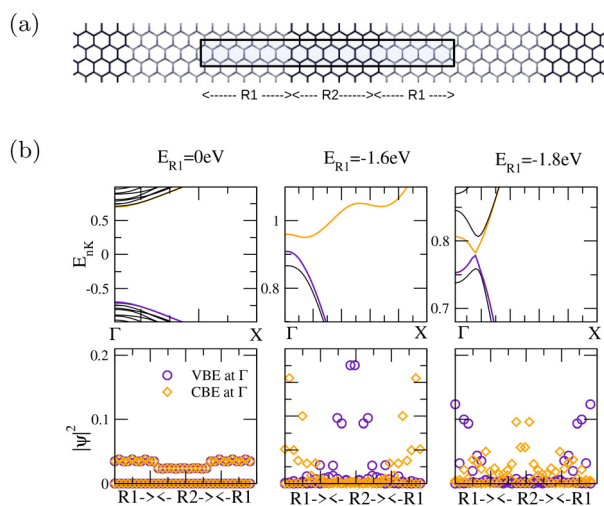 (a)
<------ R1 ------><---- R2------><---- R1 ---->
(b)
E_R1=0eV E_R1=-1.6eV E_R1=-1.8eV
E_nK
0.5
0
-0.5
1
0.8
0.8
0.7
Γ X Γ X Γ X
|ψ|²
0.2
0.1
0
VBE at Γ
CBE at Γ
R1-><- R2-><-R1 R1-><- R2-><-R1 R1-><- R2-><-R1